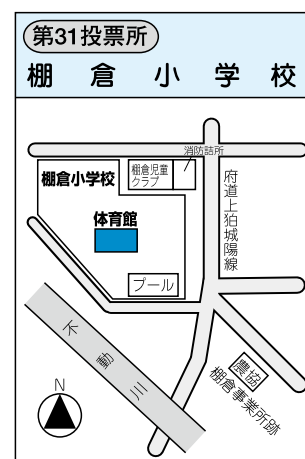 第31投票所
棚倉小学校
消防詰所
棚倉児童
クラブ
棚倉小学校
府道上狛城陽線
体育館
プール
不動川
農協
棚倉事業所跡
N